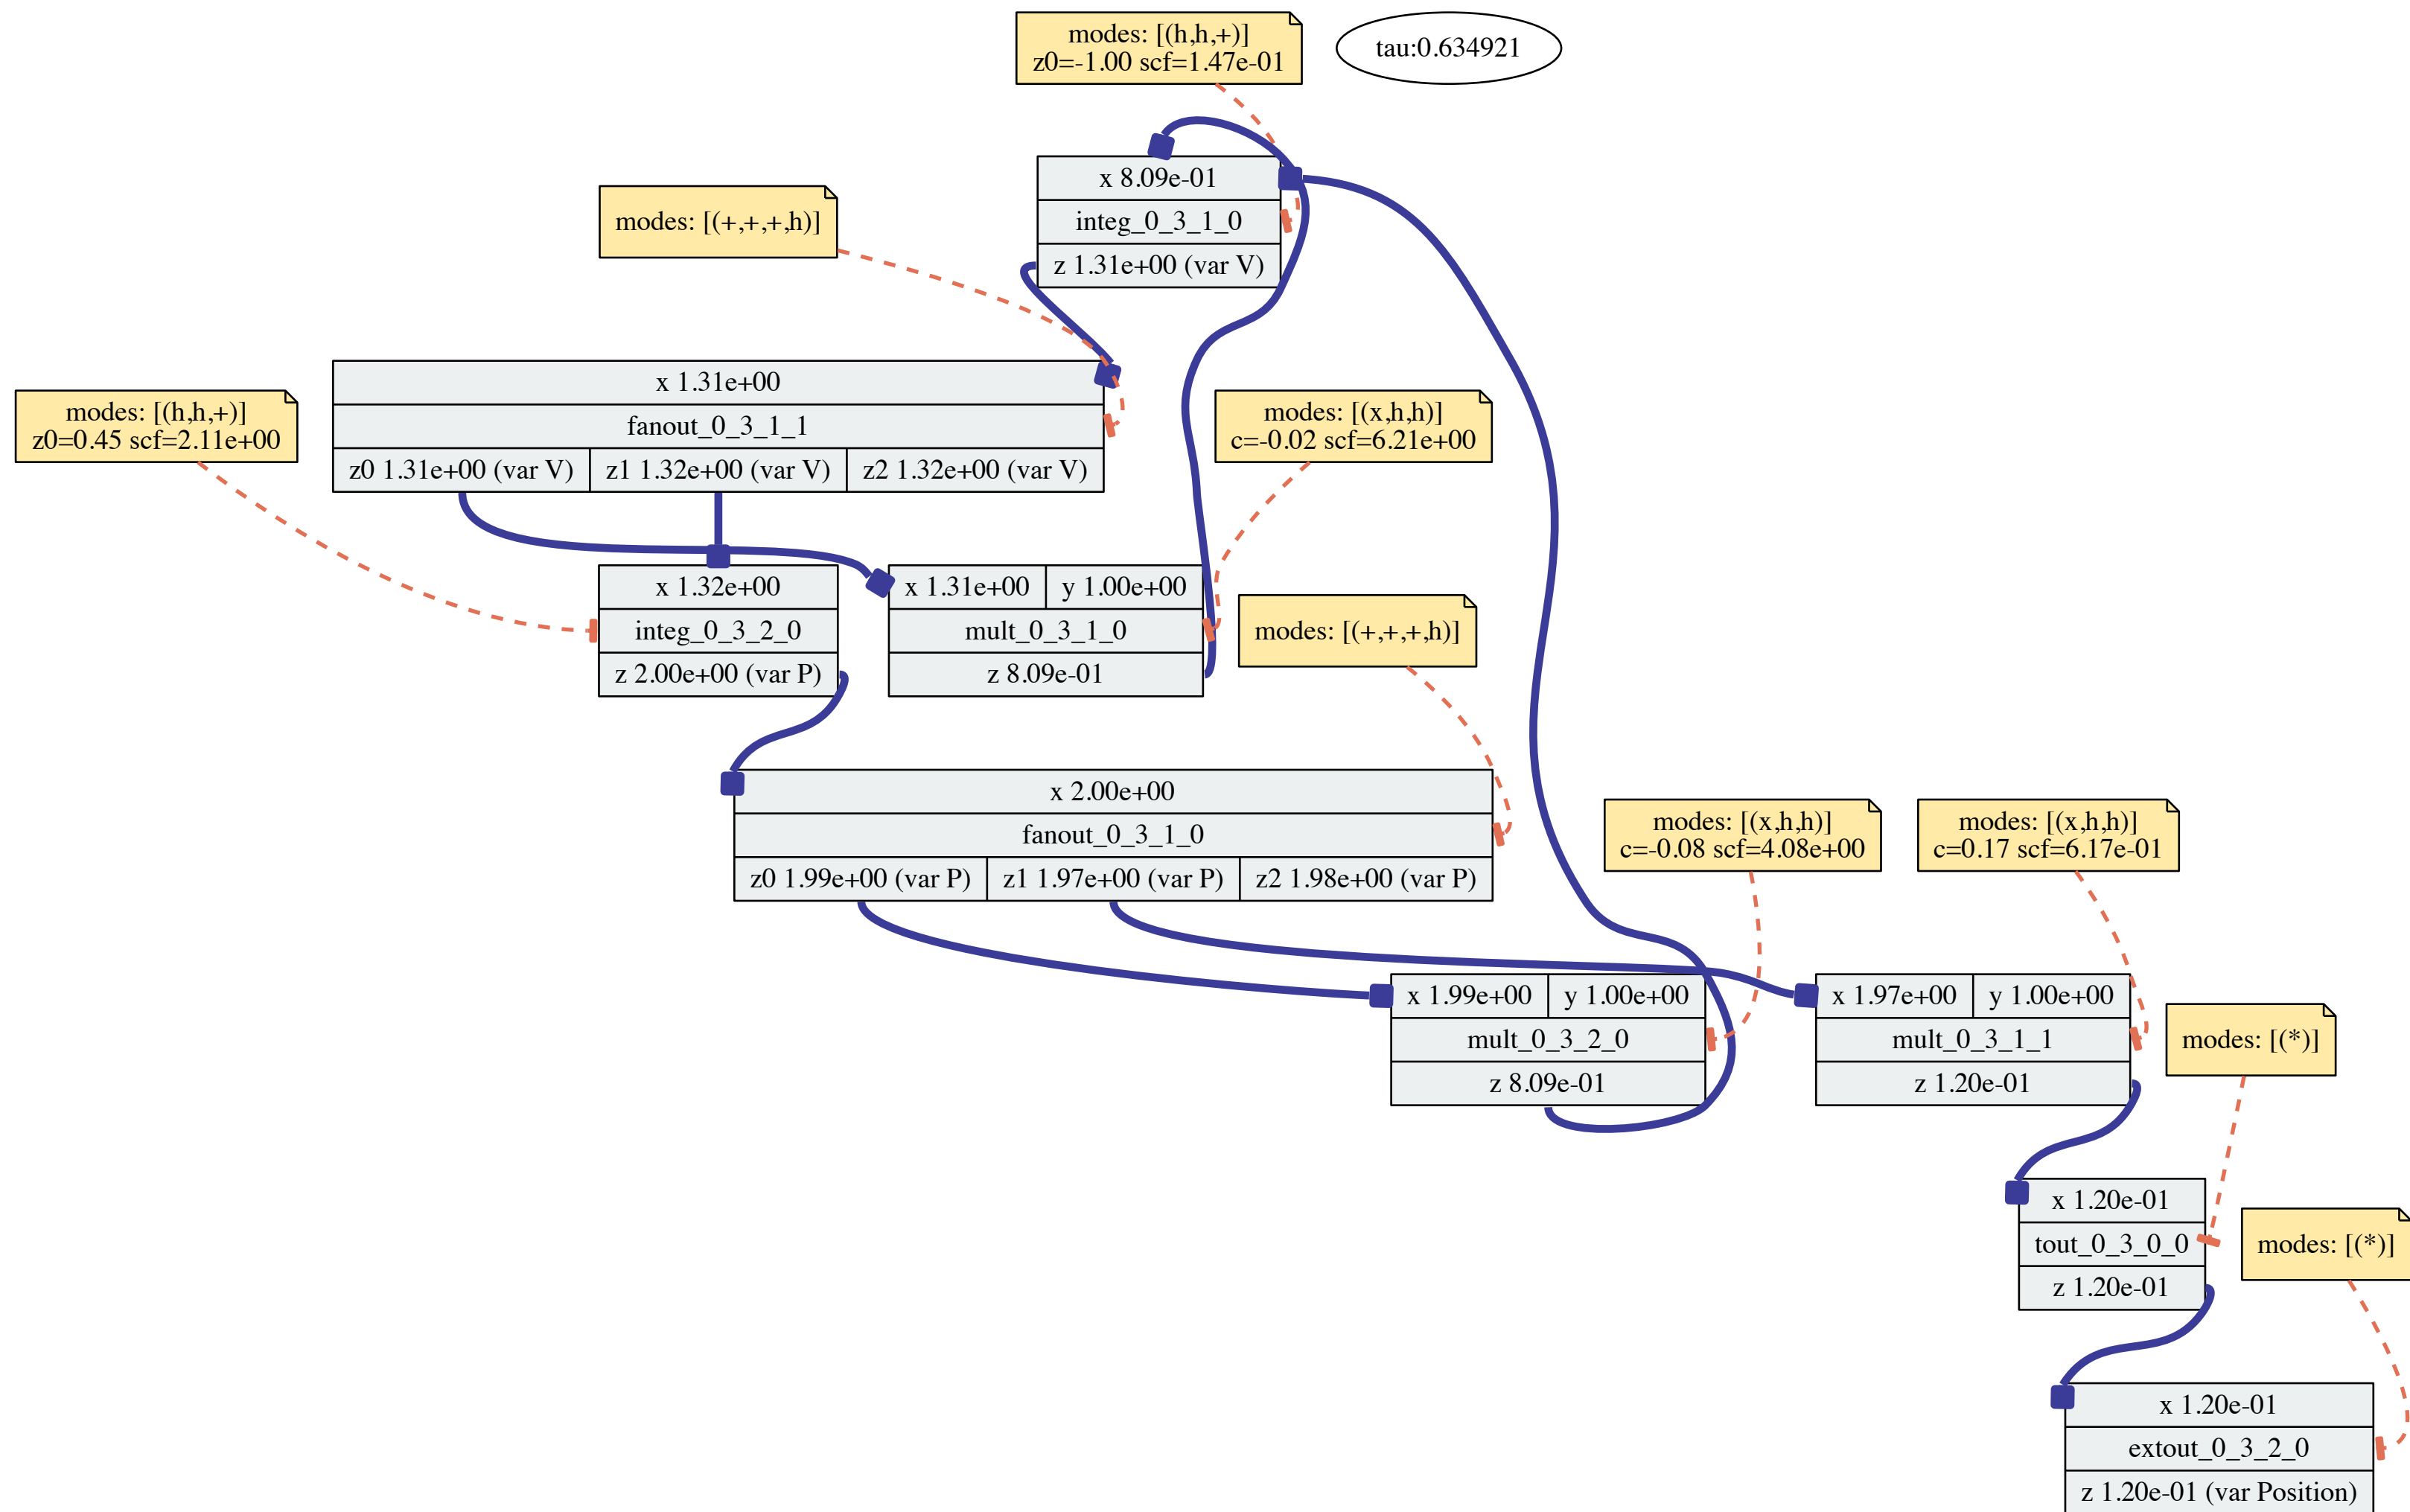 modes: [(h,h,+)]
z0=-1.00 scf=1.47e-01
tau:0.634921
x 8.09e-01
integ_0_3_1_0
z 1.31e+00 (var V)
modes: [(+,+,+,h)]
x 1.31e+00
fanout_0_3_1_1
z0 1.31e+00 (var V)
z1 1.32e+00 (var V)
z2 1.32e+00 (var V)
modes: [(h,h,+)]
z0=0.45 scf=2.11e+00
modes: [(x,h,h)]
c=-0.02 scf=6.21e+00
x 1.32e+00
integ_0_3_2_0
z 2.00e+00 (var P)
x 1.31e+00
y 1.00e+00
mult_0_3_1_0
z 8.09e-01
modes: [(+,+,+,h)]
x 2.00e+00
fanout_0_3_1_0
z0 1.99e+00 (var P)
z1 1.97e+00 (var P)
z2 1.98e+00 (var P)
modes: [(x,h,h)]
c=-0.08 scf=4.08e+00
modes: [(x,h,h)]
c=0.17 scf=6.17e-01
x 1.99e+00
y 1.00e+00
mult_0_3_2_0
z 8.09e-01
x 1.97e+00
y 1.00e+00
mult_0_3_1_1
z 1.20e-01
modes: [(*)]
x 1.20e-01
tout_0_3_0_0
z 1.20e-01
modes: [(*)]
x 1.20e-01
extout_0_3_2_0
z 1.20e-01 (var Position)